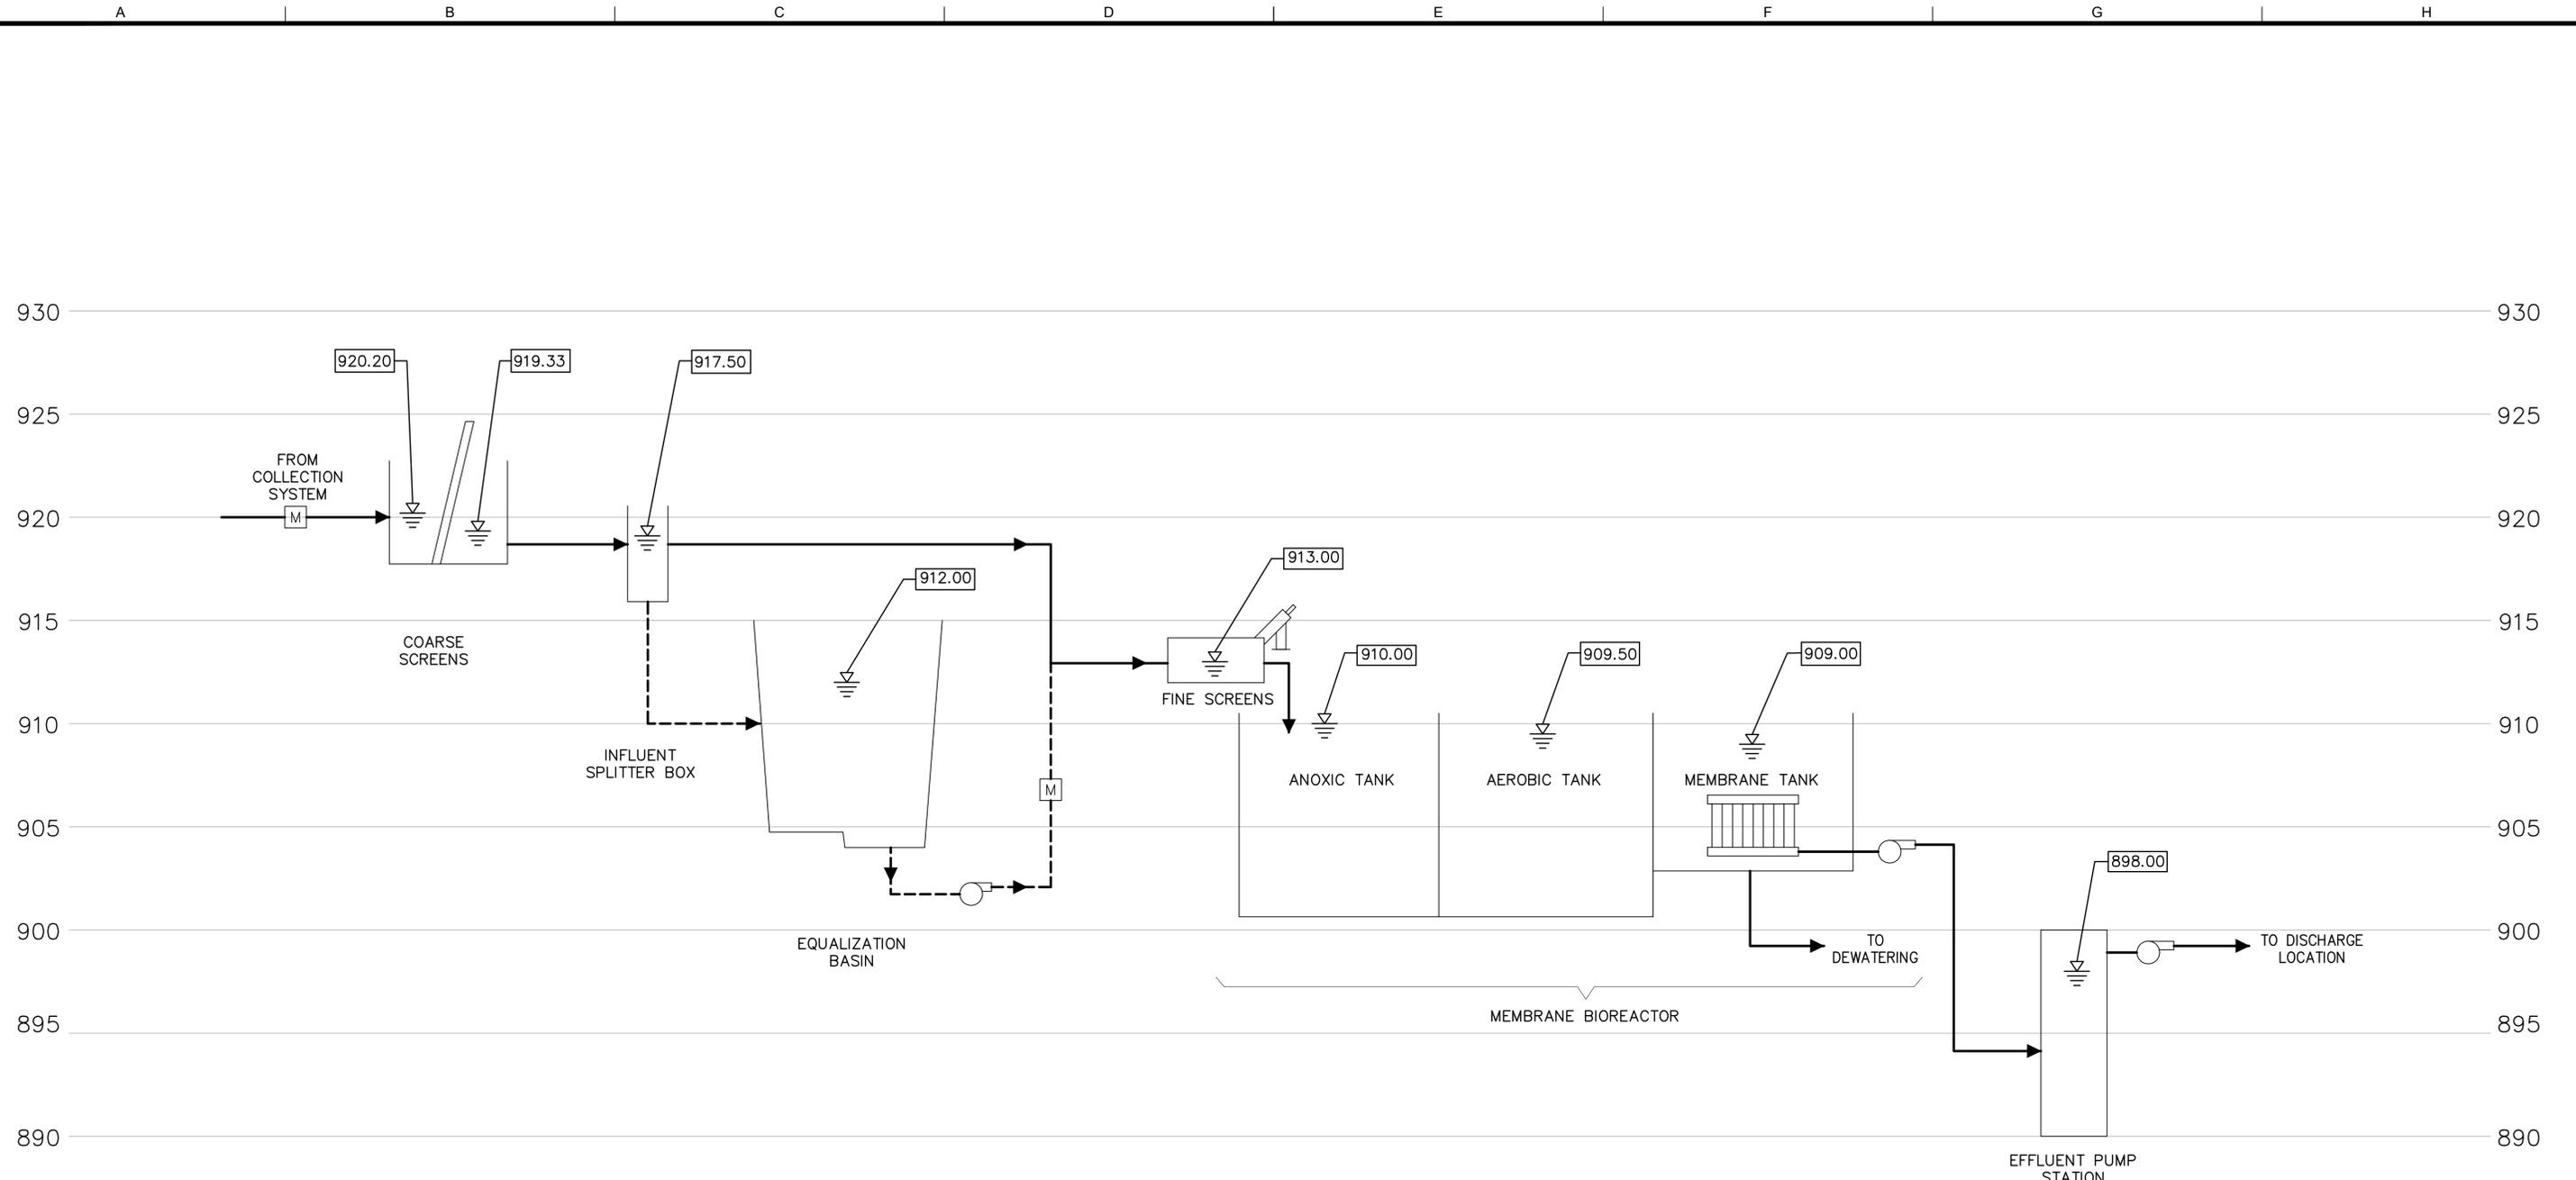 A B C D E F G H
930 930
920.20 919.33 917.50
925 925
FROM
COLLECTION
SYSTEM
M
920 920
913.00
912.00
915 915
COARSE
SCREENS
910.00 909.50 909.00
FINE SCREENS
910 910
INFLUENT
SPLITTER BOX
ANOXIC TANK AEROBIC TANK MEMBRANE TANK
M
905 905
898.00
900 900
EQUALIZATION
BASIN
TO
DEWATERING
TO DISCHARGE
LOCATION
MEMBRANE BIOREACTOR
895 895
890 890
EFFLUENT PUMP
STATION